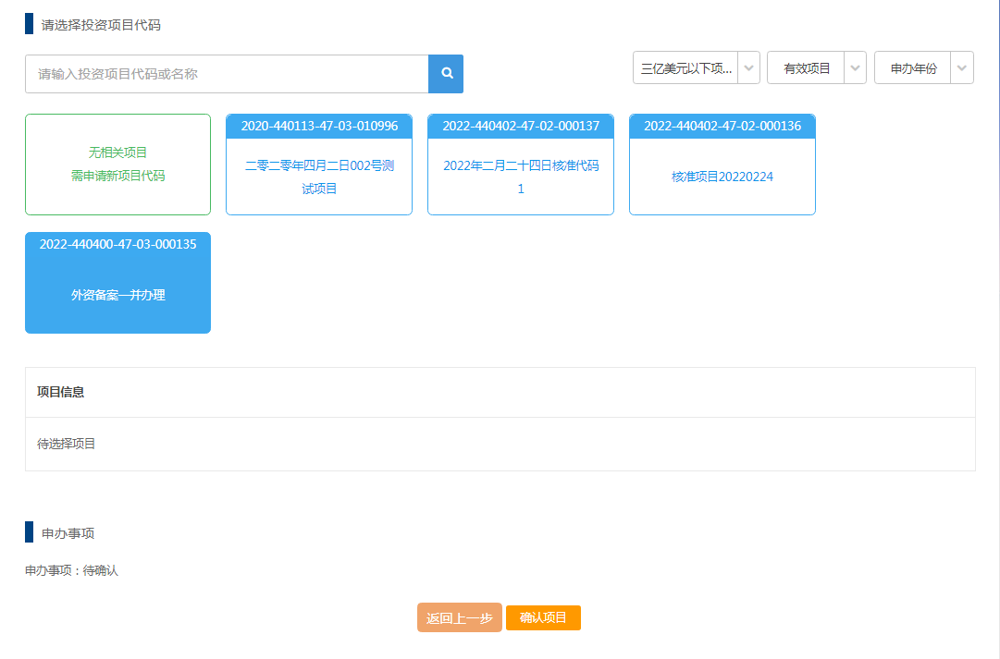 请选择投资项目代码
请输入投资项目代码或名称
三亿美元以下项...
有效项目
申办年份
无相关项目
需申请新项目代码
2020-440113-47-03-010996
二零二零年四月二日002号测
试项目
2022-440402-47-02-000137
2022年二月二十四日核准代码
1
2022-440402-47-02-000136
核准项目20220224
2022-440400-47-03-000135
外资备案一并办理
项目信息
待选择项目
申办事项
申办事项：待确认
返回上一步
确认项目